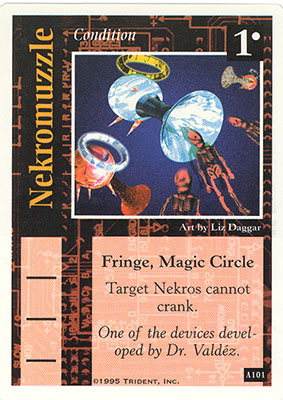 Nekromuzzle
Condition
1•
Art by Liz Daggar
Fringe, Magic Circle
Target Nekros cannot
crank.
One of the devices devel-
oped by Dr. Valdéz.
©1995 TRIDENT, INC.
A101